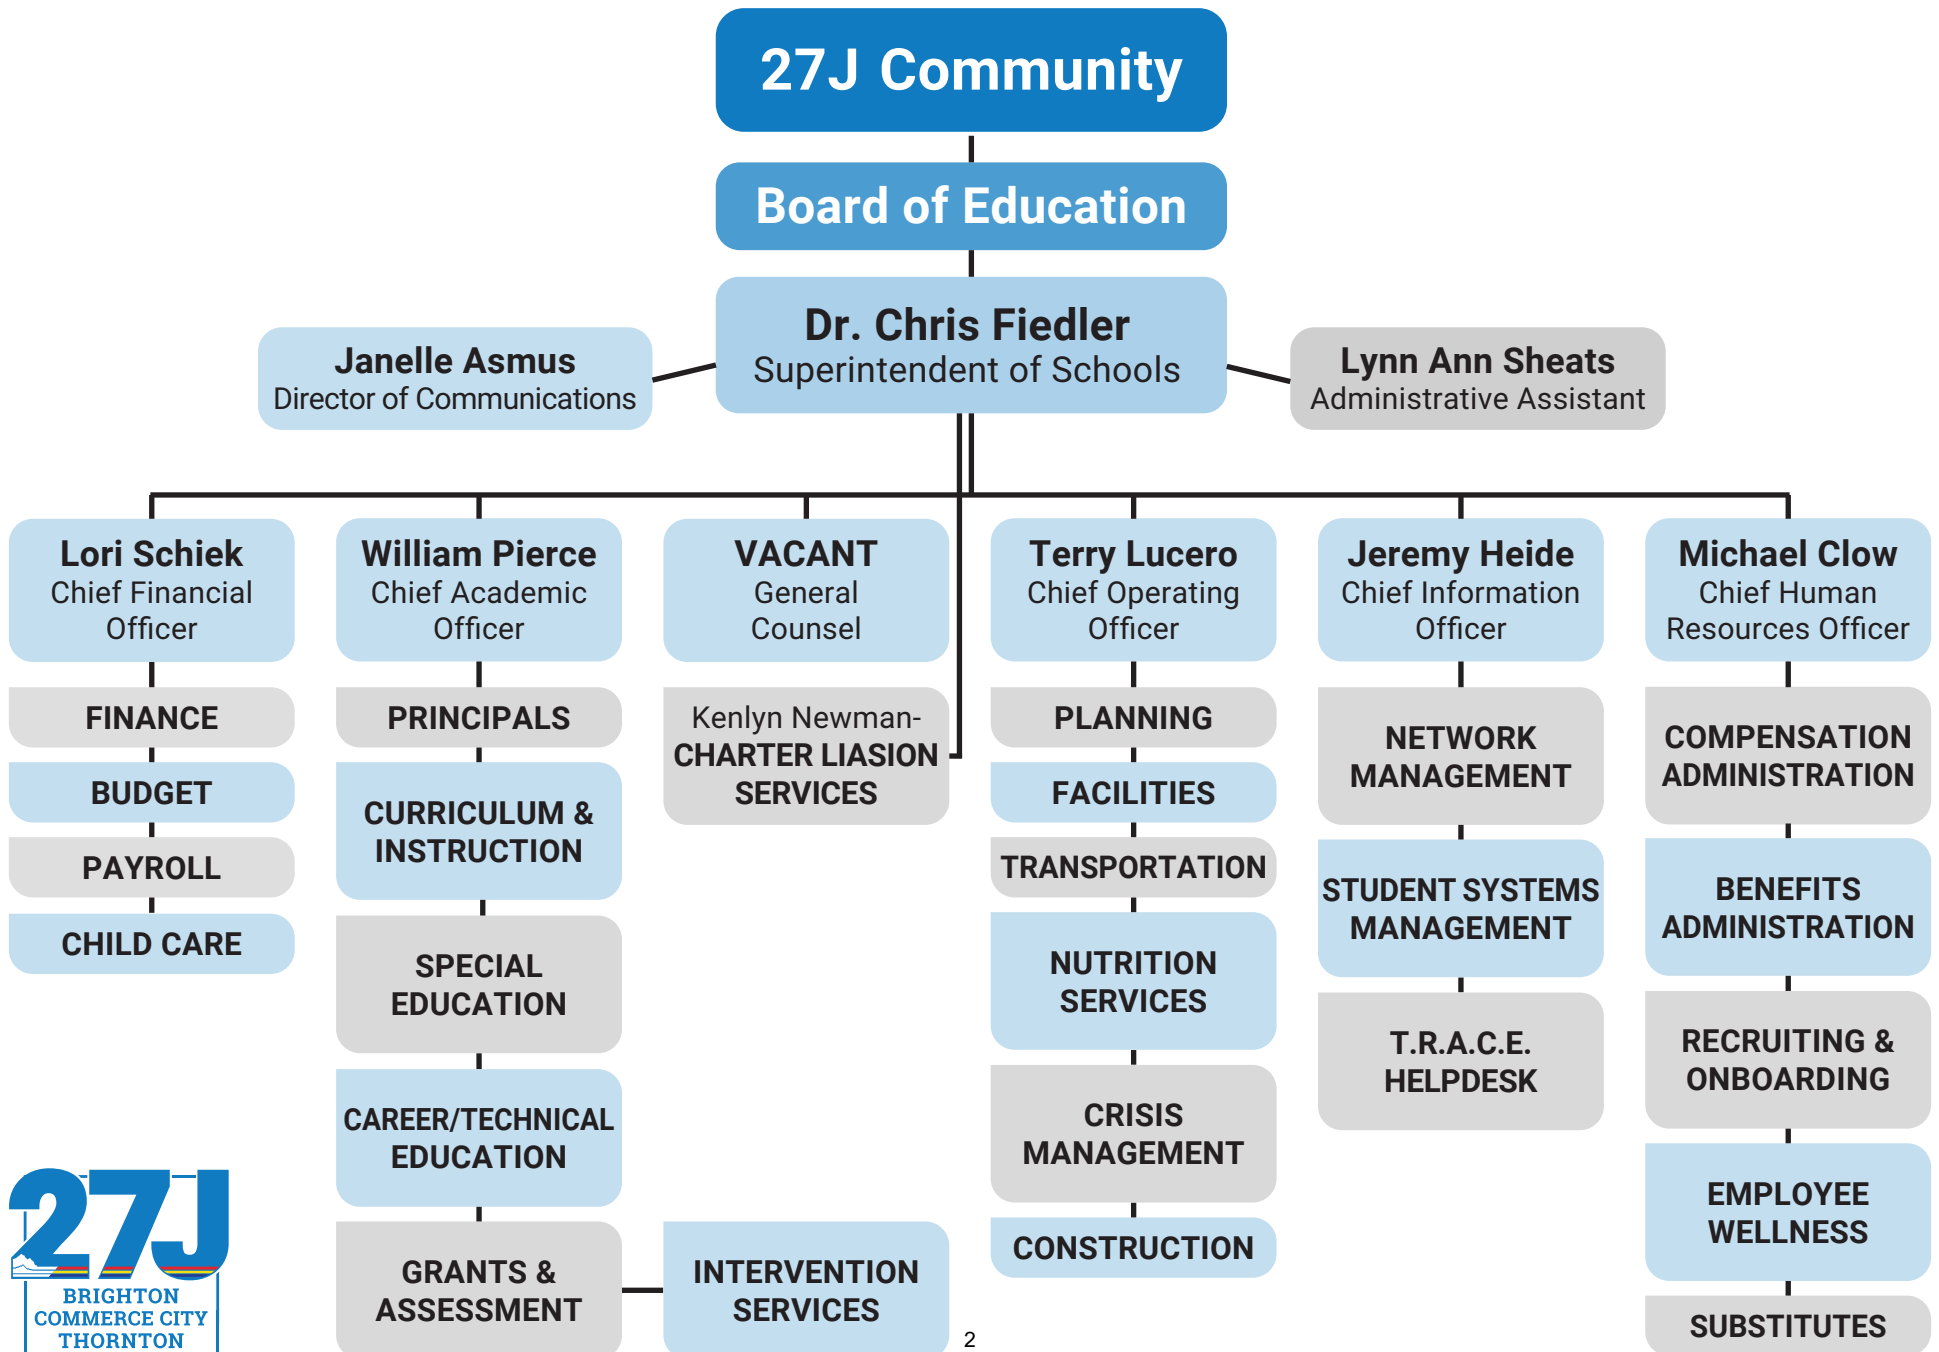 27J Community
Board of Education
Dr. Chris Fiedler
Superintendent of Schools
Janelle Asmus
Director of Communications
Lynn Ann Sheats
Administrative Assistant
Lori Schiek
Chief Financial
Officer
FINANCE
BUDGET
PAYROLL
CHILD CARE
William Pierce
Chief Academic
Officer
PRINCIPALS
CURRICULUM &
INSTRUCTION
SPECIAL
EDUCATION
CAREER/TECHNICAL
EDUCATION
GRANTS &
ASSESSMENT
INTERVENTION
SERVICES
VACANT
General
Counsel
Kenlyn Newman-
CHARTER LIASION
SERVICES
Terry Lucero
Chief Operating
Officer
PLANNING
FACILITIES
TRANSPORTATION
NUTRITION
SERVICES
CRISIS
MANAGEMENT
CONSTRUCTION
Jeremy Heide
Chief Information
Officer
NETWORK
MANAGEMENT
STUDENT SYSTEMS
MANAGEMENT
T.R.A.C.E.
HELPDESK
Michael Clow
Chief Human
Resources Officer
COMPENSATION
ADMINISTRATION
BENEFITS
ADMINISTRATION
RECRUITING &
ONBOARDING
EMPLOYEE
WELLNESS
SUBSTITUTES
27J
BRIGHTON
COMMERCE CITY
THORNTON
2